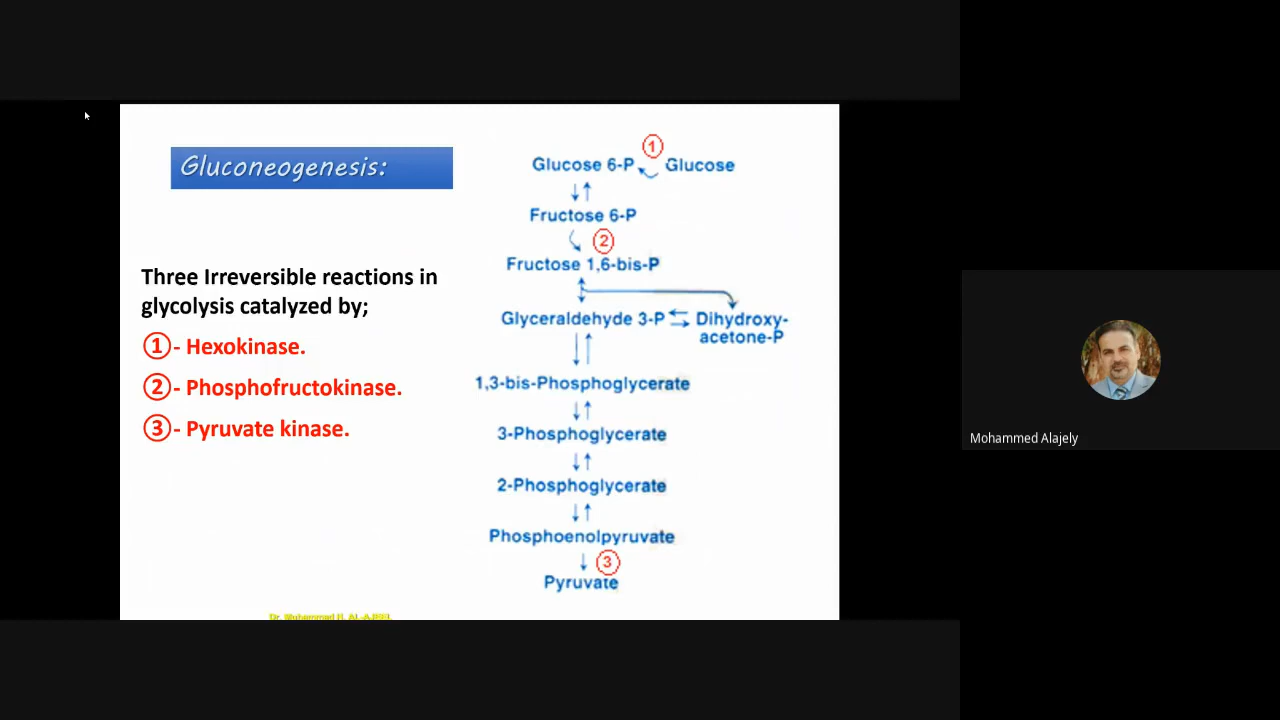 Gluconeogenesis:
Three Irreversible reactions in
glycolysis catalyzed by;
①- Hexokinase.
②- Phosphofructokinase.
③- Pyruvate kinase.
①
Glucose 6-P Glucose
Fructose 6-P
②
Fructose 1,6-bis-P
Glyceraldehyde 3-P Dihydroxy-
acetone-P
1,3-bis-Phosphoglycerate
3-Phosphoglycerate
2-Phosphoglycerate
Phosphoenolpyruvate
③
Pyruvate
Dr. Muhammed
Mohammed Alajely